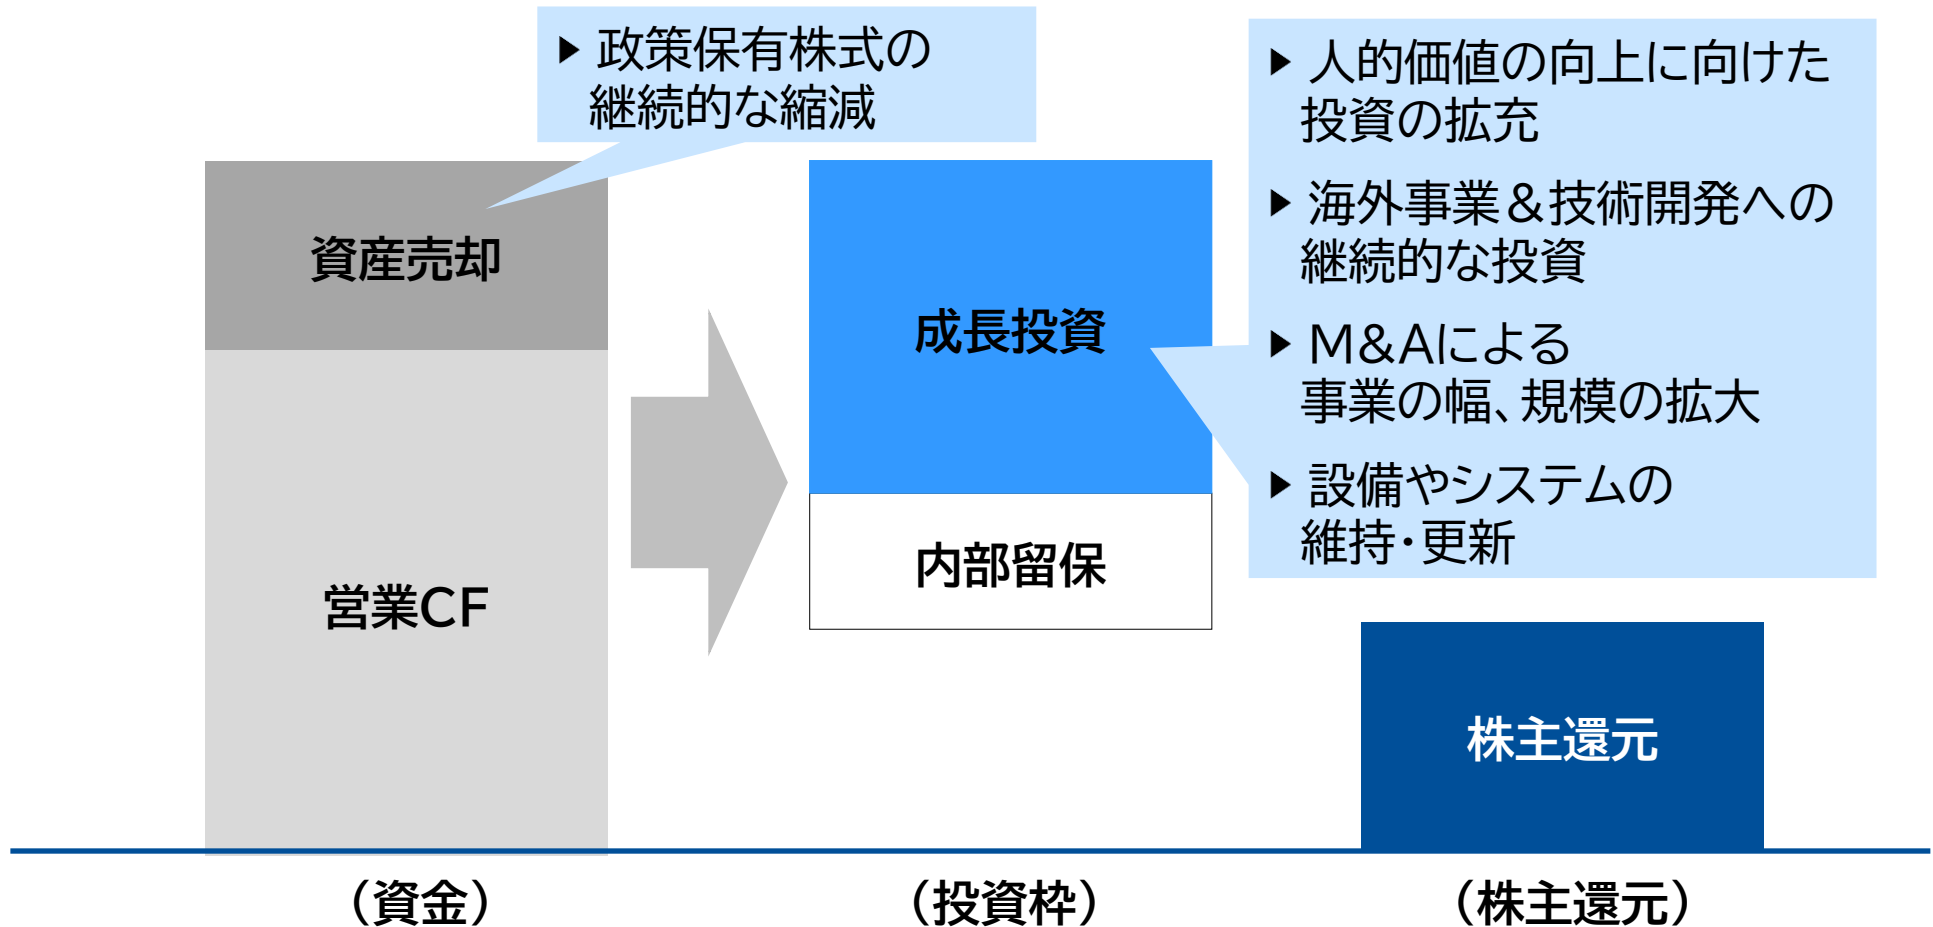 ▶ 政策保有株式の
継続的な縮減
資産売却
営業CF
成長投資
内部留保
▶ 人的価値の向上に向けた
投資の拡充
▶ 海外事業＆技術開発への
継続的な投資
▶ M&Aによる
事業の幅、規模の拡大
▶ 設備やシステムの
維持・更新
株主還元
（資金）
（投資枠）
（株主還元）